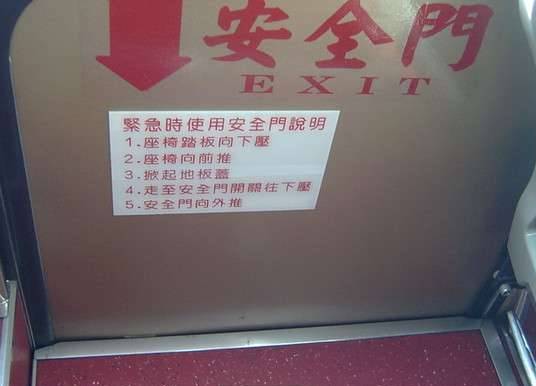 安全門
EXIT
緊急時使用安全門說明
1.座椅踏板向下壓
2.座椅向前推
3.掀起地板蓋
4.走至安全門開關往下壓
5.安全門向外推